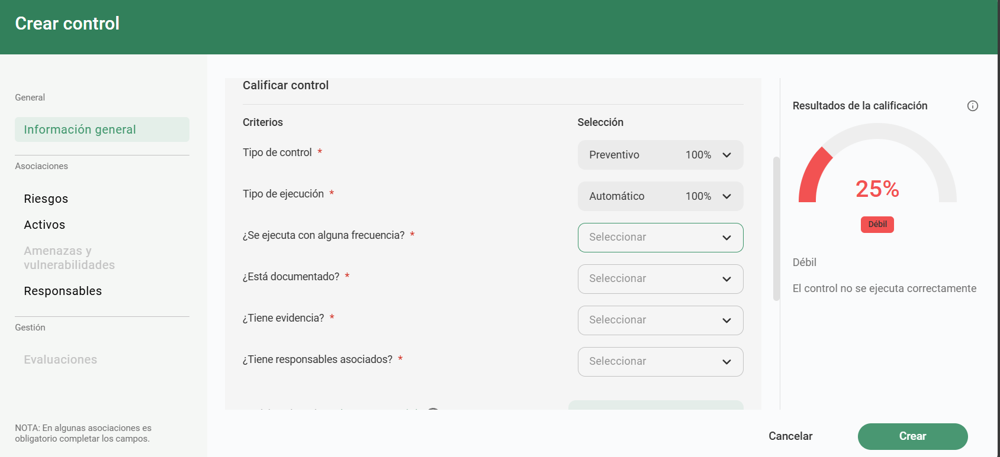 Crear control
General
Información general
Asociaciones
Riesgos
Activos
Amenazas y
vulnerabilidades
Responsables
Gestión
Evaluaciones
NOTA: En algunas asociaciones es
obligatorio completar los campos.
Calificar control
Criterios Selección
Tipo de control * Preventivo 100%
Tipo de ejecución * Automático 100%
¿Se ejecuta con alguna frecuencia? * Seleccionar
¿Está documentado? * Seleccionar
¿Tiene evidencia? * Seleccionar
¿Tiene responsables asociados? * Seleccionar
Resultados de la calificación
25%
Débil
Débil
El control no se ejecuta correctamente
Cancelar Crear